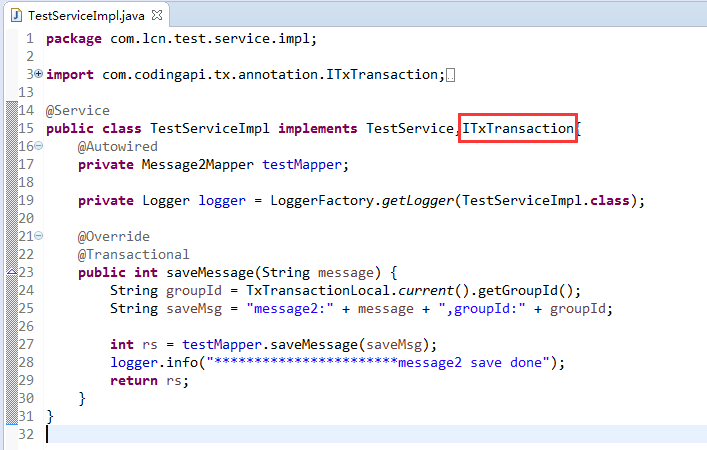 TestServiceImpl.java
1 package com.lcn.test.service.impl;
2
3 import com.codingapi.tx.annotation.ITxTransaction;
13
14 @Service
15 public class TestServiceImpl implements TestService,ITxTransaction{
16 @Autowired
17 private Message2Mapper testMapper;
18
19 private Logger logger = LoggerFactory.getLogger(TestServiceImpl.class);
20
21 @Override
22 @Transactional
23 public int saveMessage(String message) {
24 String groupId = TxTransactionLocal.current().getGroupId();
25 String saveMsg = "message2:" + message + ",groupId:" + groupId;
26
27 int rs = testMapper.saveMessage(saveMsg);
28 logger.info("***********************message2 save done");
29 return rs;
30 }
31 }
32